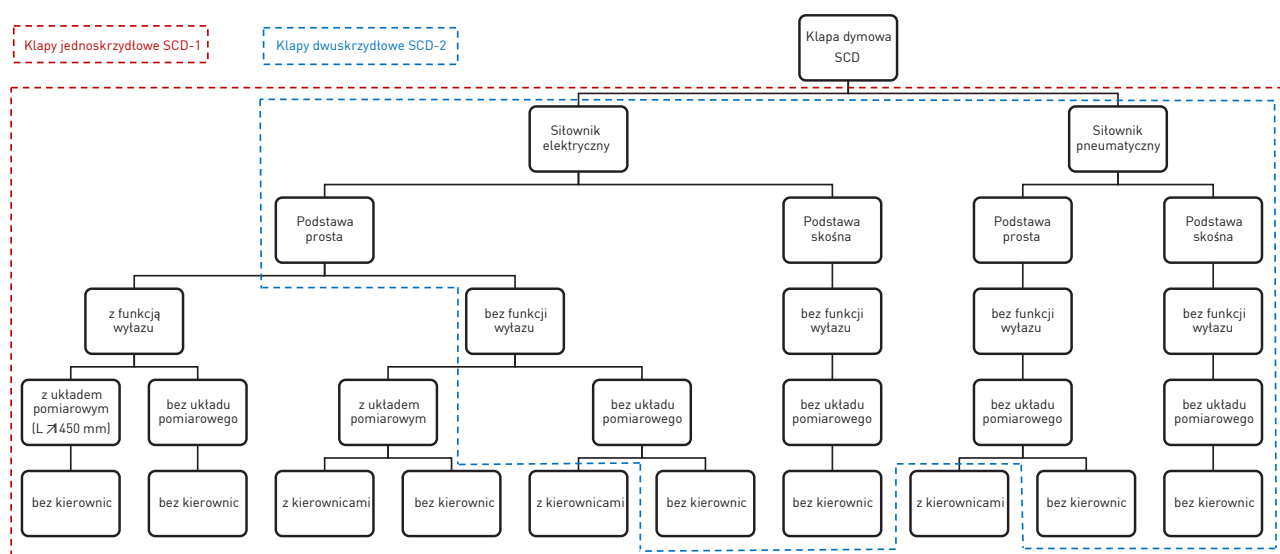 Klapy jednoskrzydłowe SCD-1
Klapy dwuskrzydłowe SCD-2
Klapa dymowa
SCD
Siłownik
elektryczny
Siłownik
pneumatyczny
Podstawa
prosta
Podstawa
skośna
Podstawa
prosta
Podstawa
skośna
z funkcją
wyłazu
bez funkcji
wyłazu
bez funkcji
wyłazu
bez funkcji
wyłazu
bez funkcji
wyłazu
z układem
pomiarowym
(L ⦤ 1450 mm)
bez układu
pomiarowego
z układem
pomiarowym
bez układu
pomiarowego
bez układu
pomiarowego
bez układu
pomiarowego
bez układu
pomiarowego
bez kierownic
bez kierownic
z kierownicami
bez kierownic
z kierownicami
bez kierownic
bez kierownic
z kierownicami
bez kierownic
bez kierownic